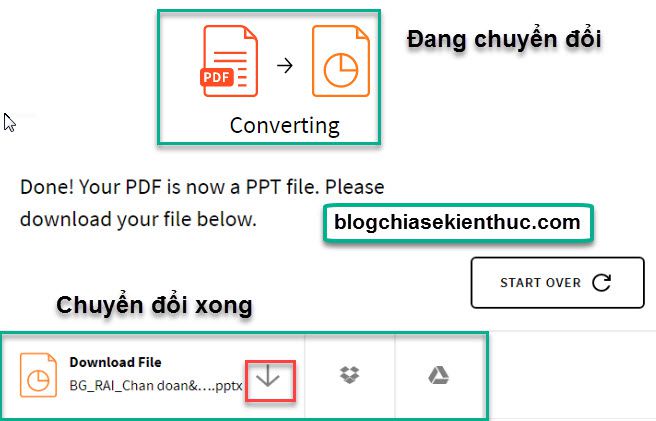 PDF
Đang chuyển đổi
Converting
Done! Your PDF is now a PPT file. Please
download your file below.
blogchiasekienthuc.com
START OVER
Chuyển đổi xong
Download File
BG_RAI_Chan doan&....pptx